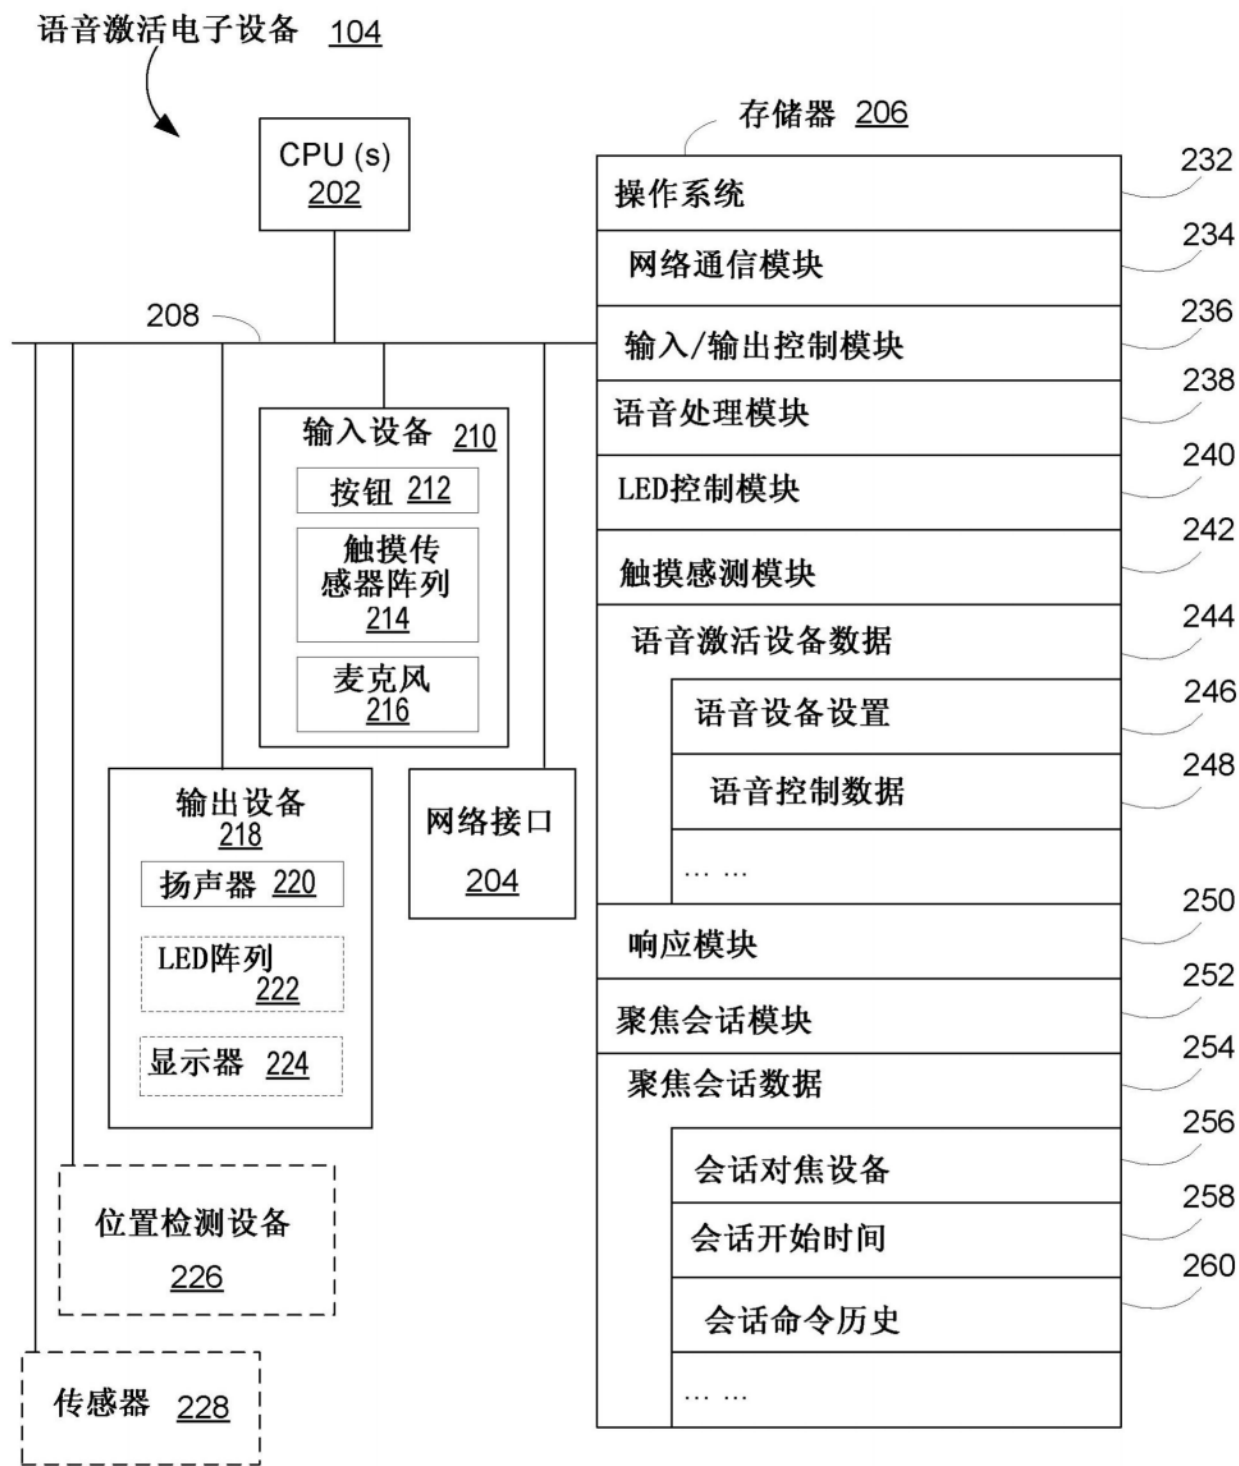 语音激活电子设备 104
CPU (s)
202
208
输入设备 210
按钮 212
触摸传
感器阵列
214
麦克风
216
输出设备
218
扬声器 220
LED阵列
222
显示器 224
网络接口
204
位置检测设备
226
传感器 228
存储器 206
操作系统 232
网络通信模块 234
输入/输出控制模块 236
语音处理模块 238
LED控制模块 240
触摸感测模块 242
语音激活设备数据 244
语音设备设置 246
语音控制数据 248
... ...
响应模块 250
聚焦会话模块 252
聚焦会话数据 254
会话对焦设备 256
会话开始时间 258
会话命令历史 260
... ...